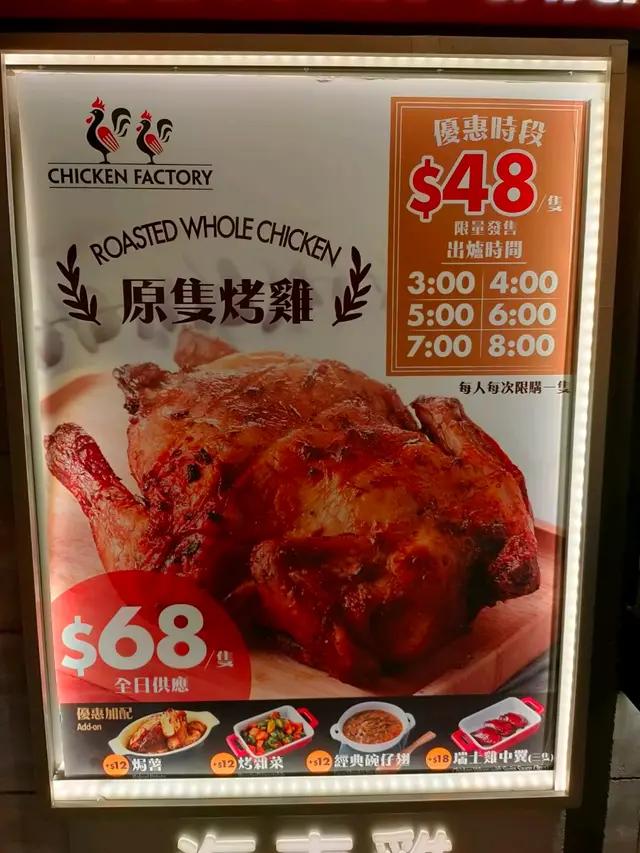 CHICKEN FACTORY
ROASTED WHOLE CHICKEN
原隻烤雞
優惠時段
$48/隻
限量發售
出爐時間
3:00 4:00
5:00 6:00
7:00 8:00
每人每次限購一隻
$68/隻
全日供應
優惠加配
Add-on
+$12 焗薯
+$12 烤雜菜
+$12 經典碗仔翅
+$18 瑞士雞中翼(三隻)